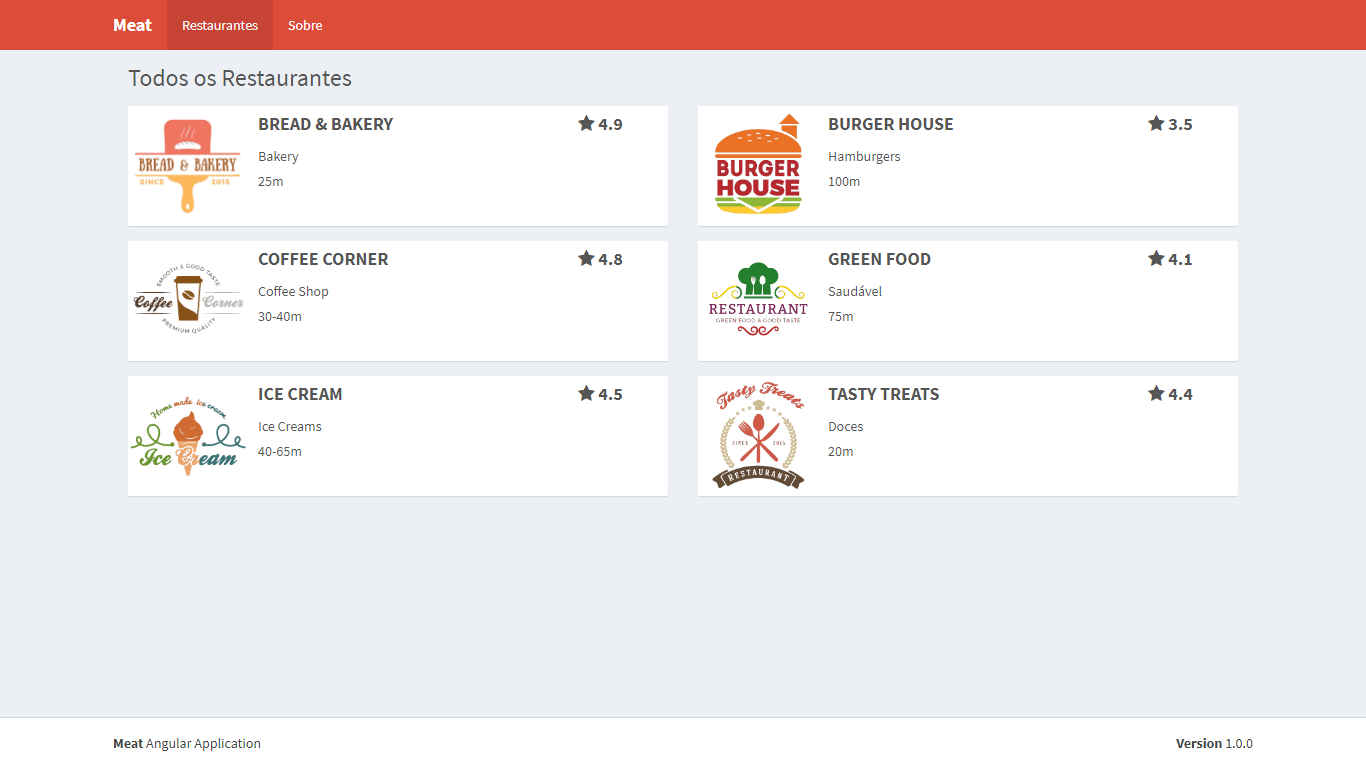 Meat Restaurantes Sobre
Todos os Restaurantes
BREAD & BAKERY
SINCE 2015
BREAD & BAKERY 4.9
Bakery
25m
BURGER
HOUSE
BURGER HOUSE 3.5
Hamburgers
100m
SMOOTH & GOOD TASTE
Coffee Corner
PREMIUM QUALITY
COFFEE CORNER 4.8
Coffee Shop
30-40m
RESTAURANT
GREEN FOOD & GOOD TASTE
GREEN FOOD 4.1
Saudável
75m
Home made ice cream
Ice Cream
ICE CREAM 4.5
Ice Creams
40-65m
Tasty Treats
SINCE 2015
RESTAURANT
TASTY TREATS 4.4
Doces
20m
Meat Angular Application
Version 1.0.0